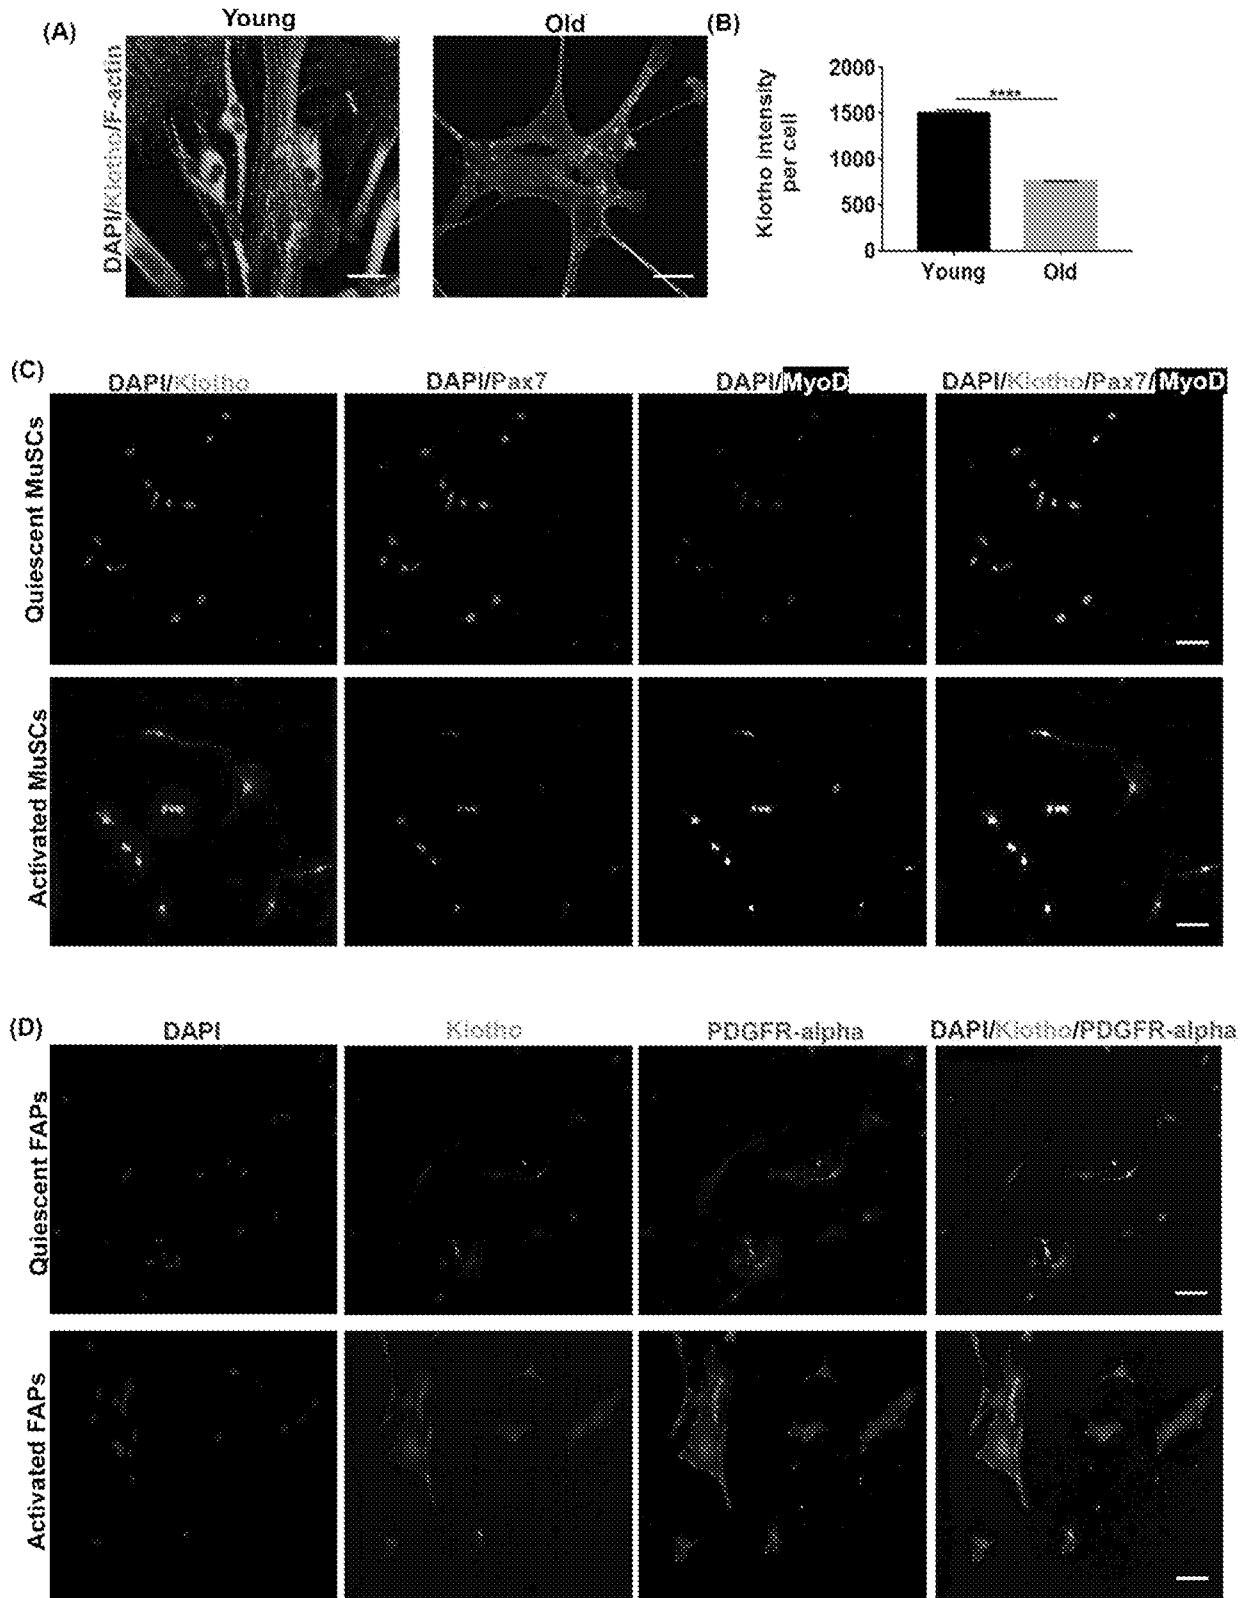 (A)
Young
Old
DAPI/Klotho/F-actin
(B)
Klotho Intensity
per cell
2000
1500
1000
500
0
****
Young
Old
(C)
DAPI/Klotho
DAPI/Pax7
DAPI/MyoD
DAPI/Klotho/Pax7/MyoD
Quiescent MuSCs
Activated MuSCs
(D)
DAPI
Klotho
PDGFR-alpha
DAPI/Klotho/PDGFR-alpha
Quiescent FAPs
Activated FAPs